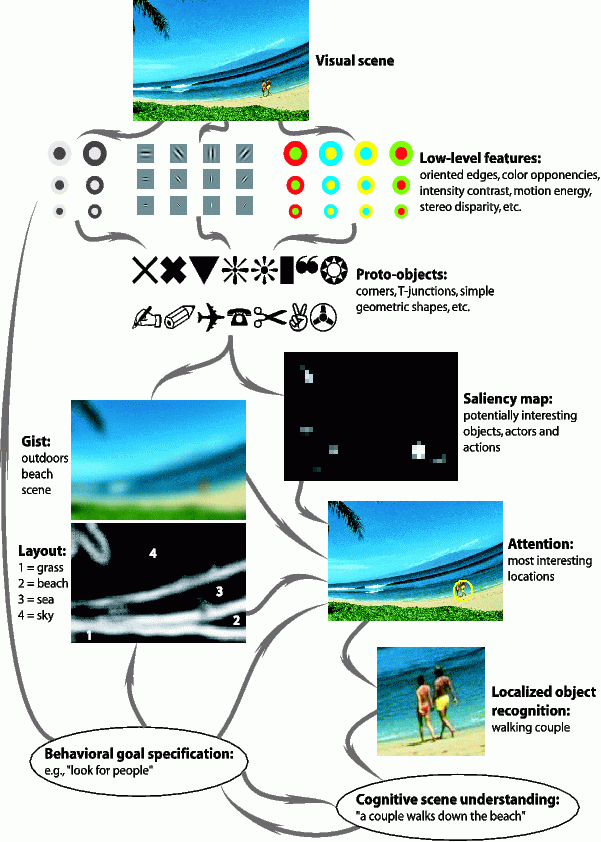 Visual scene
Low-level features:
oriented edges, color opponencies,
intensity contrast, motion energy,
stereo disparity, etc.
Proto-objects:
corners, T-junctions, simple
geometric shapes, etc.
Saliency map:
potentially interesting
objects, actors and
actions
Gist:
outdoors
beach
scene
Layout:
1 = grass
2 = beach
3 = sea
4 = sky
4
3
2
1
Attention:
most interesting
locations
Localized object
recognition:
walking couple
Behavioral goal specification:
e.g., "look for people"
Cognitive scene understanding:
"a couple walks down the beach"